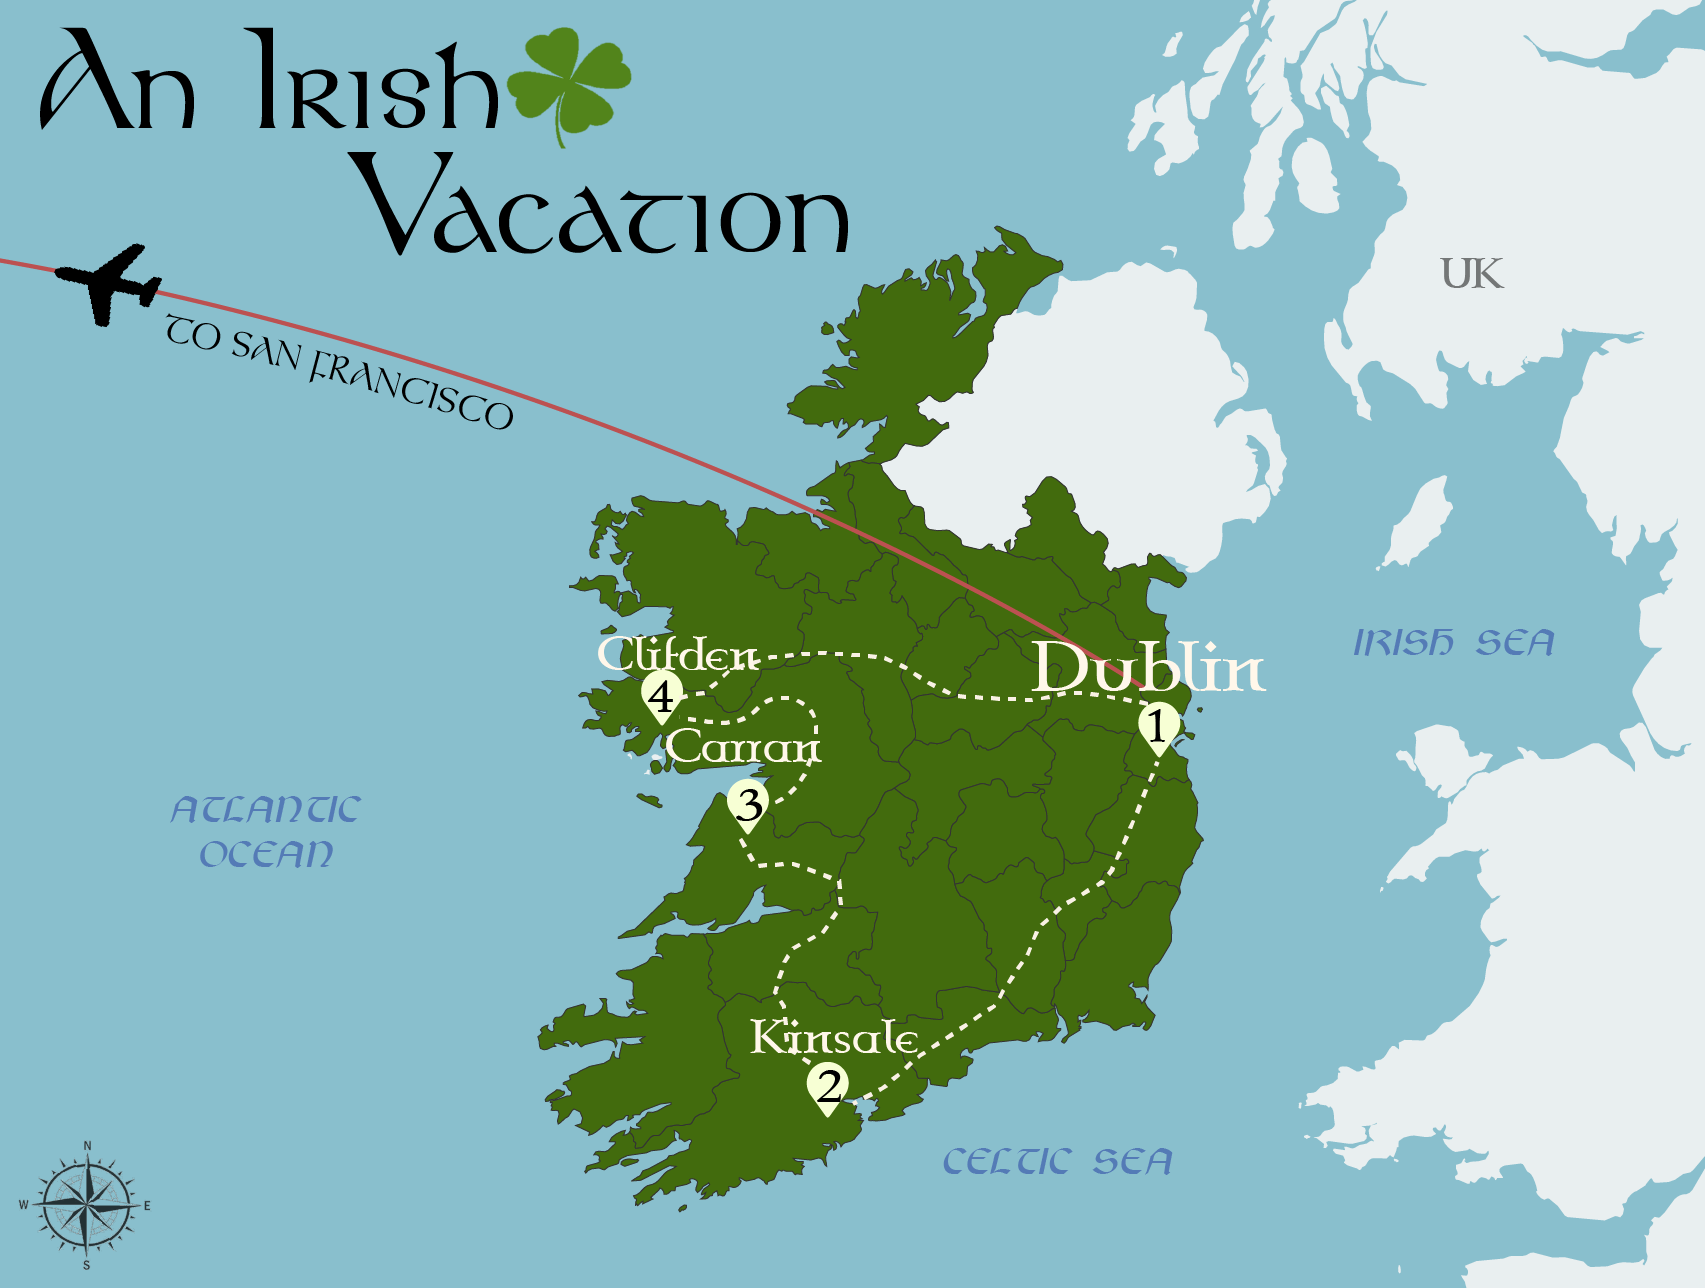 An Irish
Vacation
TO SAN FRANCISCO
UK
Clifden
4
Dublin
1
IRISH SEA
Carran
3
ATLANTIC
OCEAN
Kinsale
2
CELTIC SEA
N
W
E
S